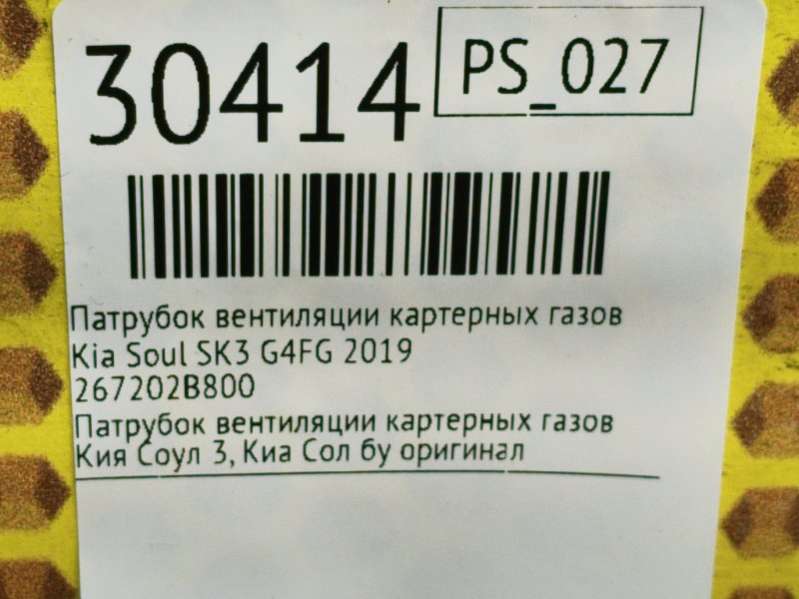 30414
PS_027
Патрубок вентиляции картерных газов
Kia Soul SK3 G4FG 2019
267202B800
Патрубок вентиляции картерных газов
Кия Соул 3, Киа Сол бу оригинал